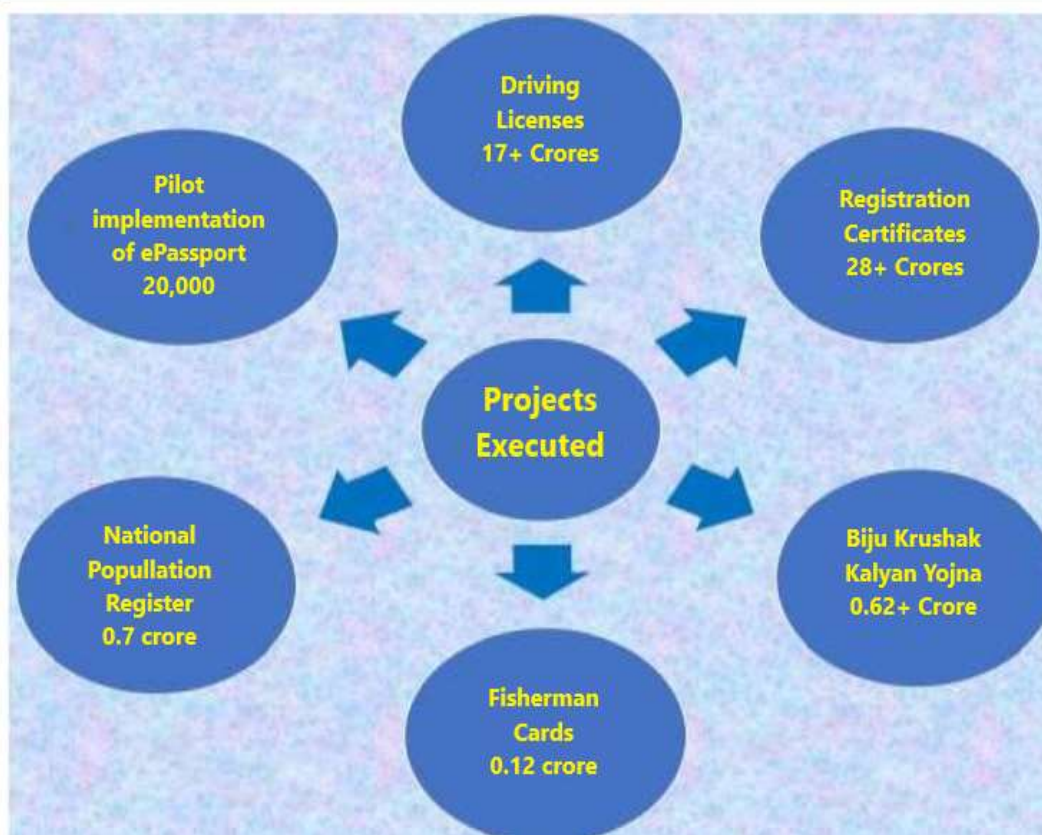 Driving
Licenses
17+ Crores
Pilot
implementation
of ePassport
20,000
Registration
Certificates
28+ Crores
Projects
Executed
National
Popullation
Register
0.7 crore
Biju Krushak
Kalyan Yojna
0.62+ Crore
Fisherman
Cards
0.12 crore